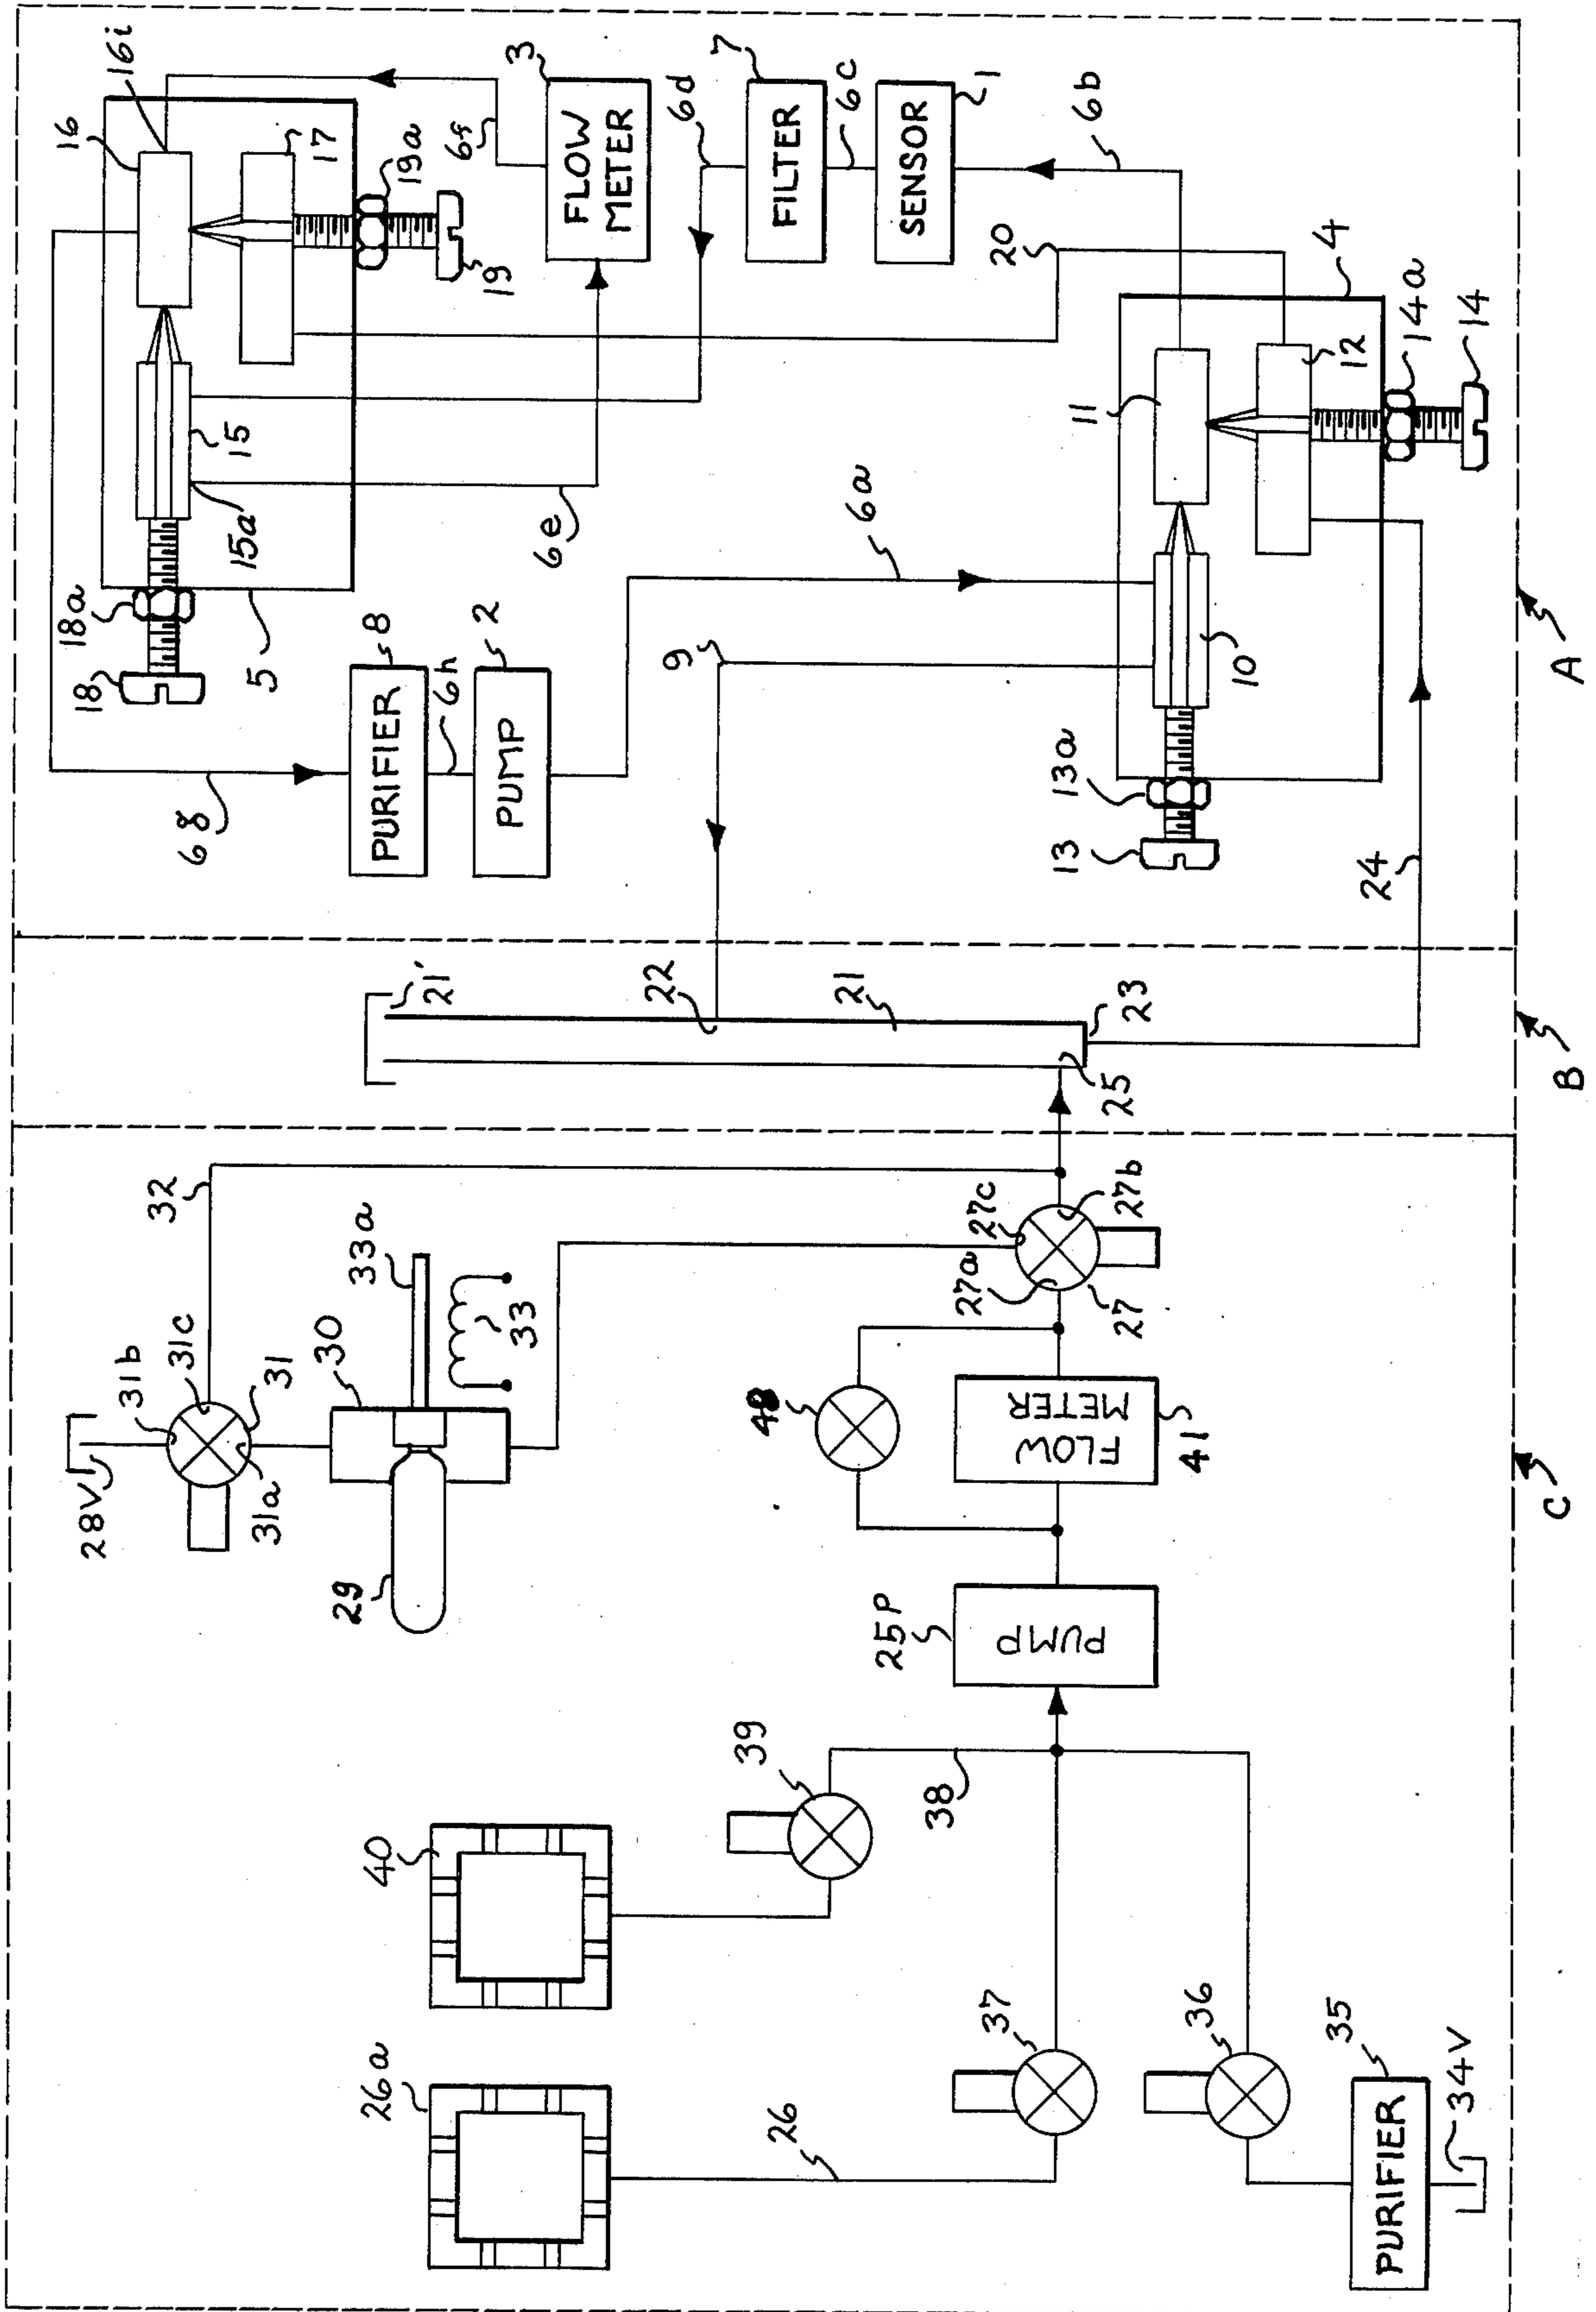 16
16i
3
FLOW
METER
7
FILTER
6d
6c
SENSOR
1
6b
17
19a
6f
19
20
4
18a
15
15a'
6e
6a
11
12
14a
14
18
5
8
PURIFIER
6h
2
PUMP
6g
9
10
13a
13
24
A
21'
22
21
23
25
B
32
33a
27c
27b
27a
27
33
31b
31c
31
30
28V
31a
29
48
FLOW
METER
41
25P
PUMP
C
39
38
40
37
36
26a
26
35
PURIFIER
34V